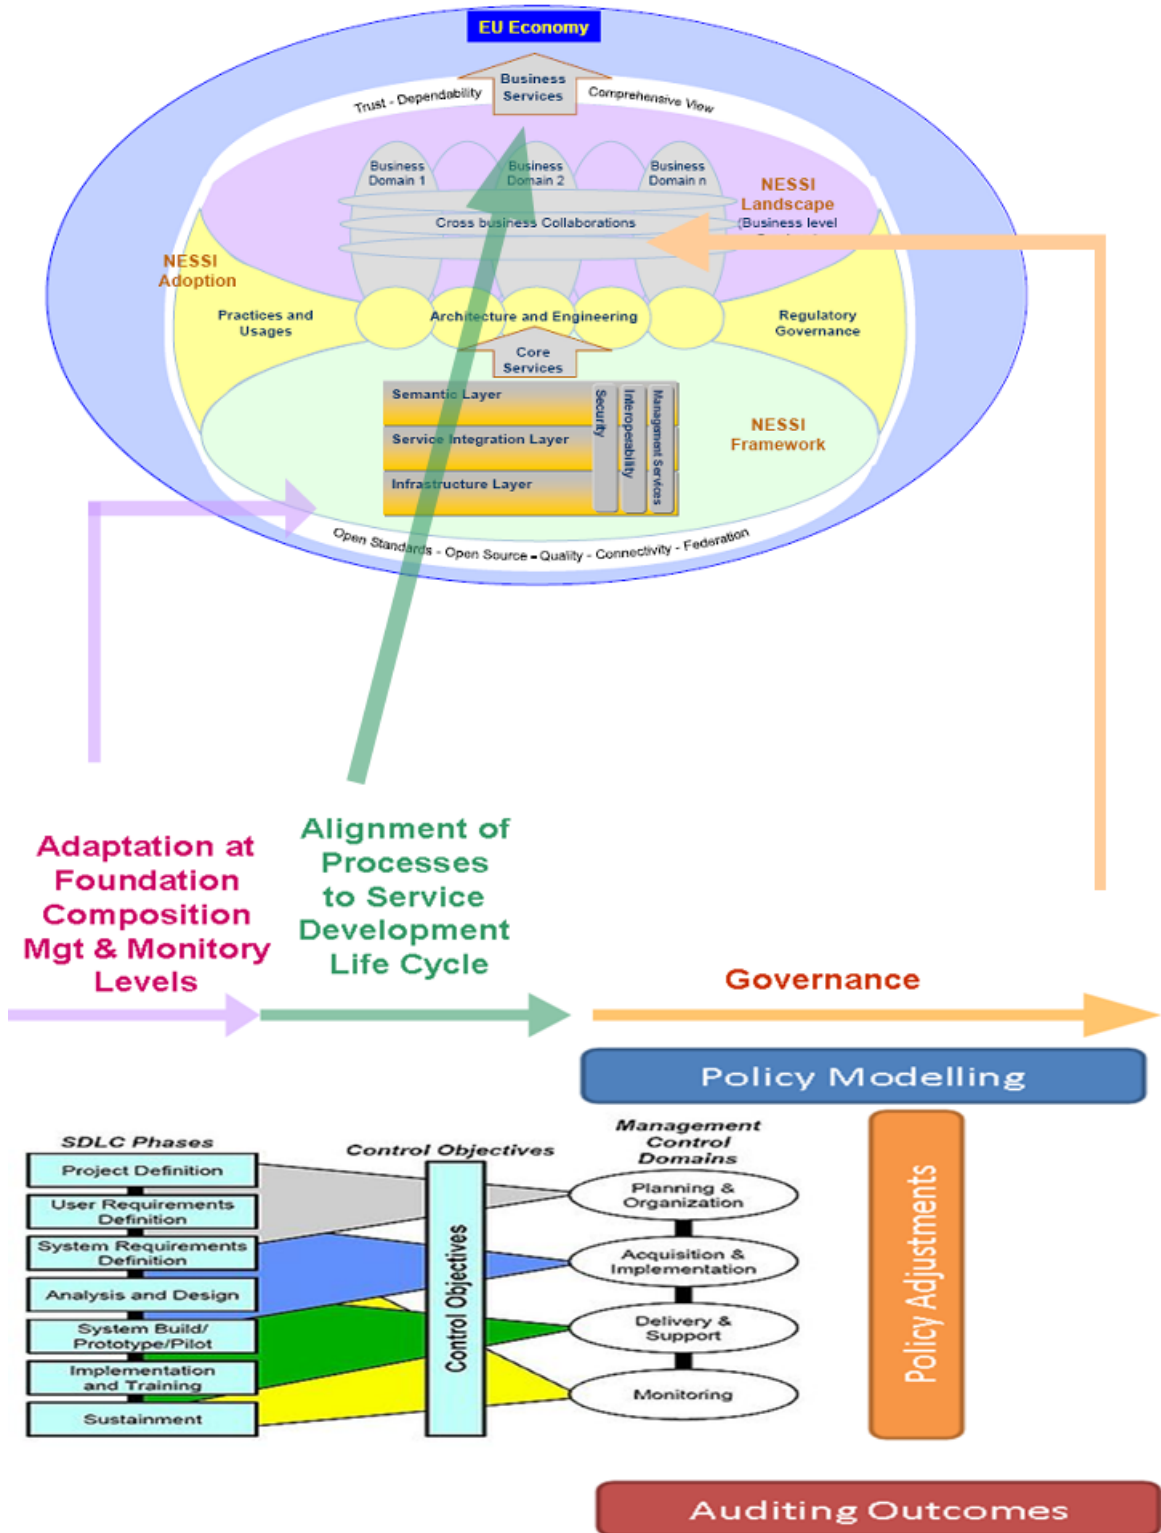 EU Economy
Business
Services
Trust - Dependability
Comprehensive View
Business
Domain 1
Business
Domain 2
Business
Domain n
NESSI
Landscape
(Business level
Cross business Collaborations
NESSI
Adoption
Practices and
Usages
Architecture and Engineering
Regulatory
Governance
Core
Services
Semantic Layer
Service Integration Layer
Infrastructure Layer
Security
Interoperability
Management Services
NESSI
Framework
Open Standards - Open Source - Quality - Connectivity - Federation
Adaptation at
Foundation
Composition
Mgt & Monitory
Levels
Alignment of
Processes
to Service
Development
Life Cycle
Governance
Policy Modelling
SDLC Phases
Project Definition
User Requirements
Definition
System Requirements
Definition
Analysis and Design
System Build/
Prototype/Pilot
Implementation
and Training
Sustainment
Control Objectives
Control Objectives
Management
Control
Domains
Planning &
Organization
Acquisition &
Implementation
Delivery &
Support
Monitoring
Policy Adjustments
Auditing Outcomes